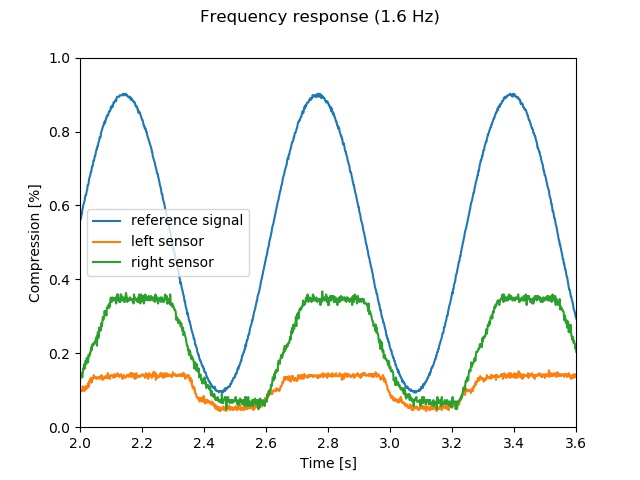 Frequency response (1.6 Hz)
1.0
0.8
0.6
0.4
0.2
0.0
Compression [%]
reference signal
left sensor
right sensor
2.0 2.2 2.4 2.6 2.8 3.0 3.2 3.4 3.6
Time [s]